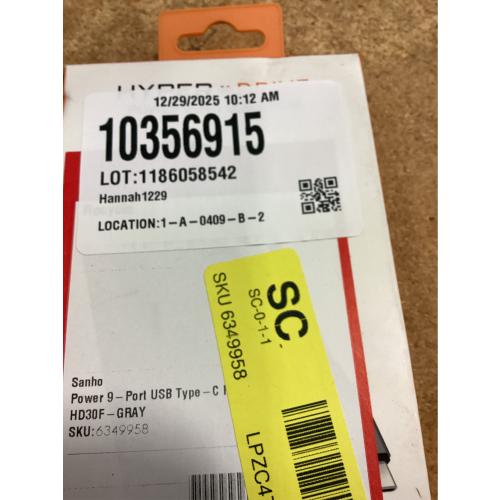 12/29/2025 10:12 AM
10356915
LOT:1186058542
Hannah1229
LOCATION:1-A-0409-B-2
SC
SC-0-1-1
SKU 6349958
Sanho
Power 9-Port USB Type-C
HD30F-GRAY
SKU:6349958